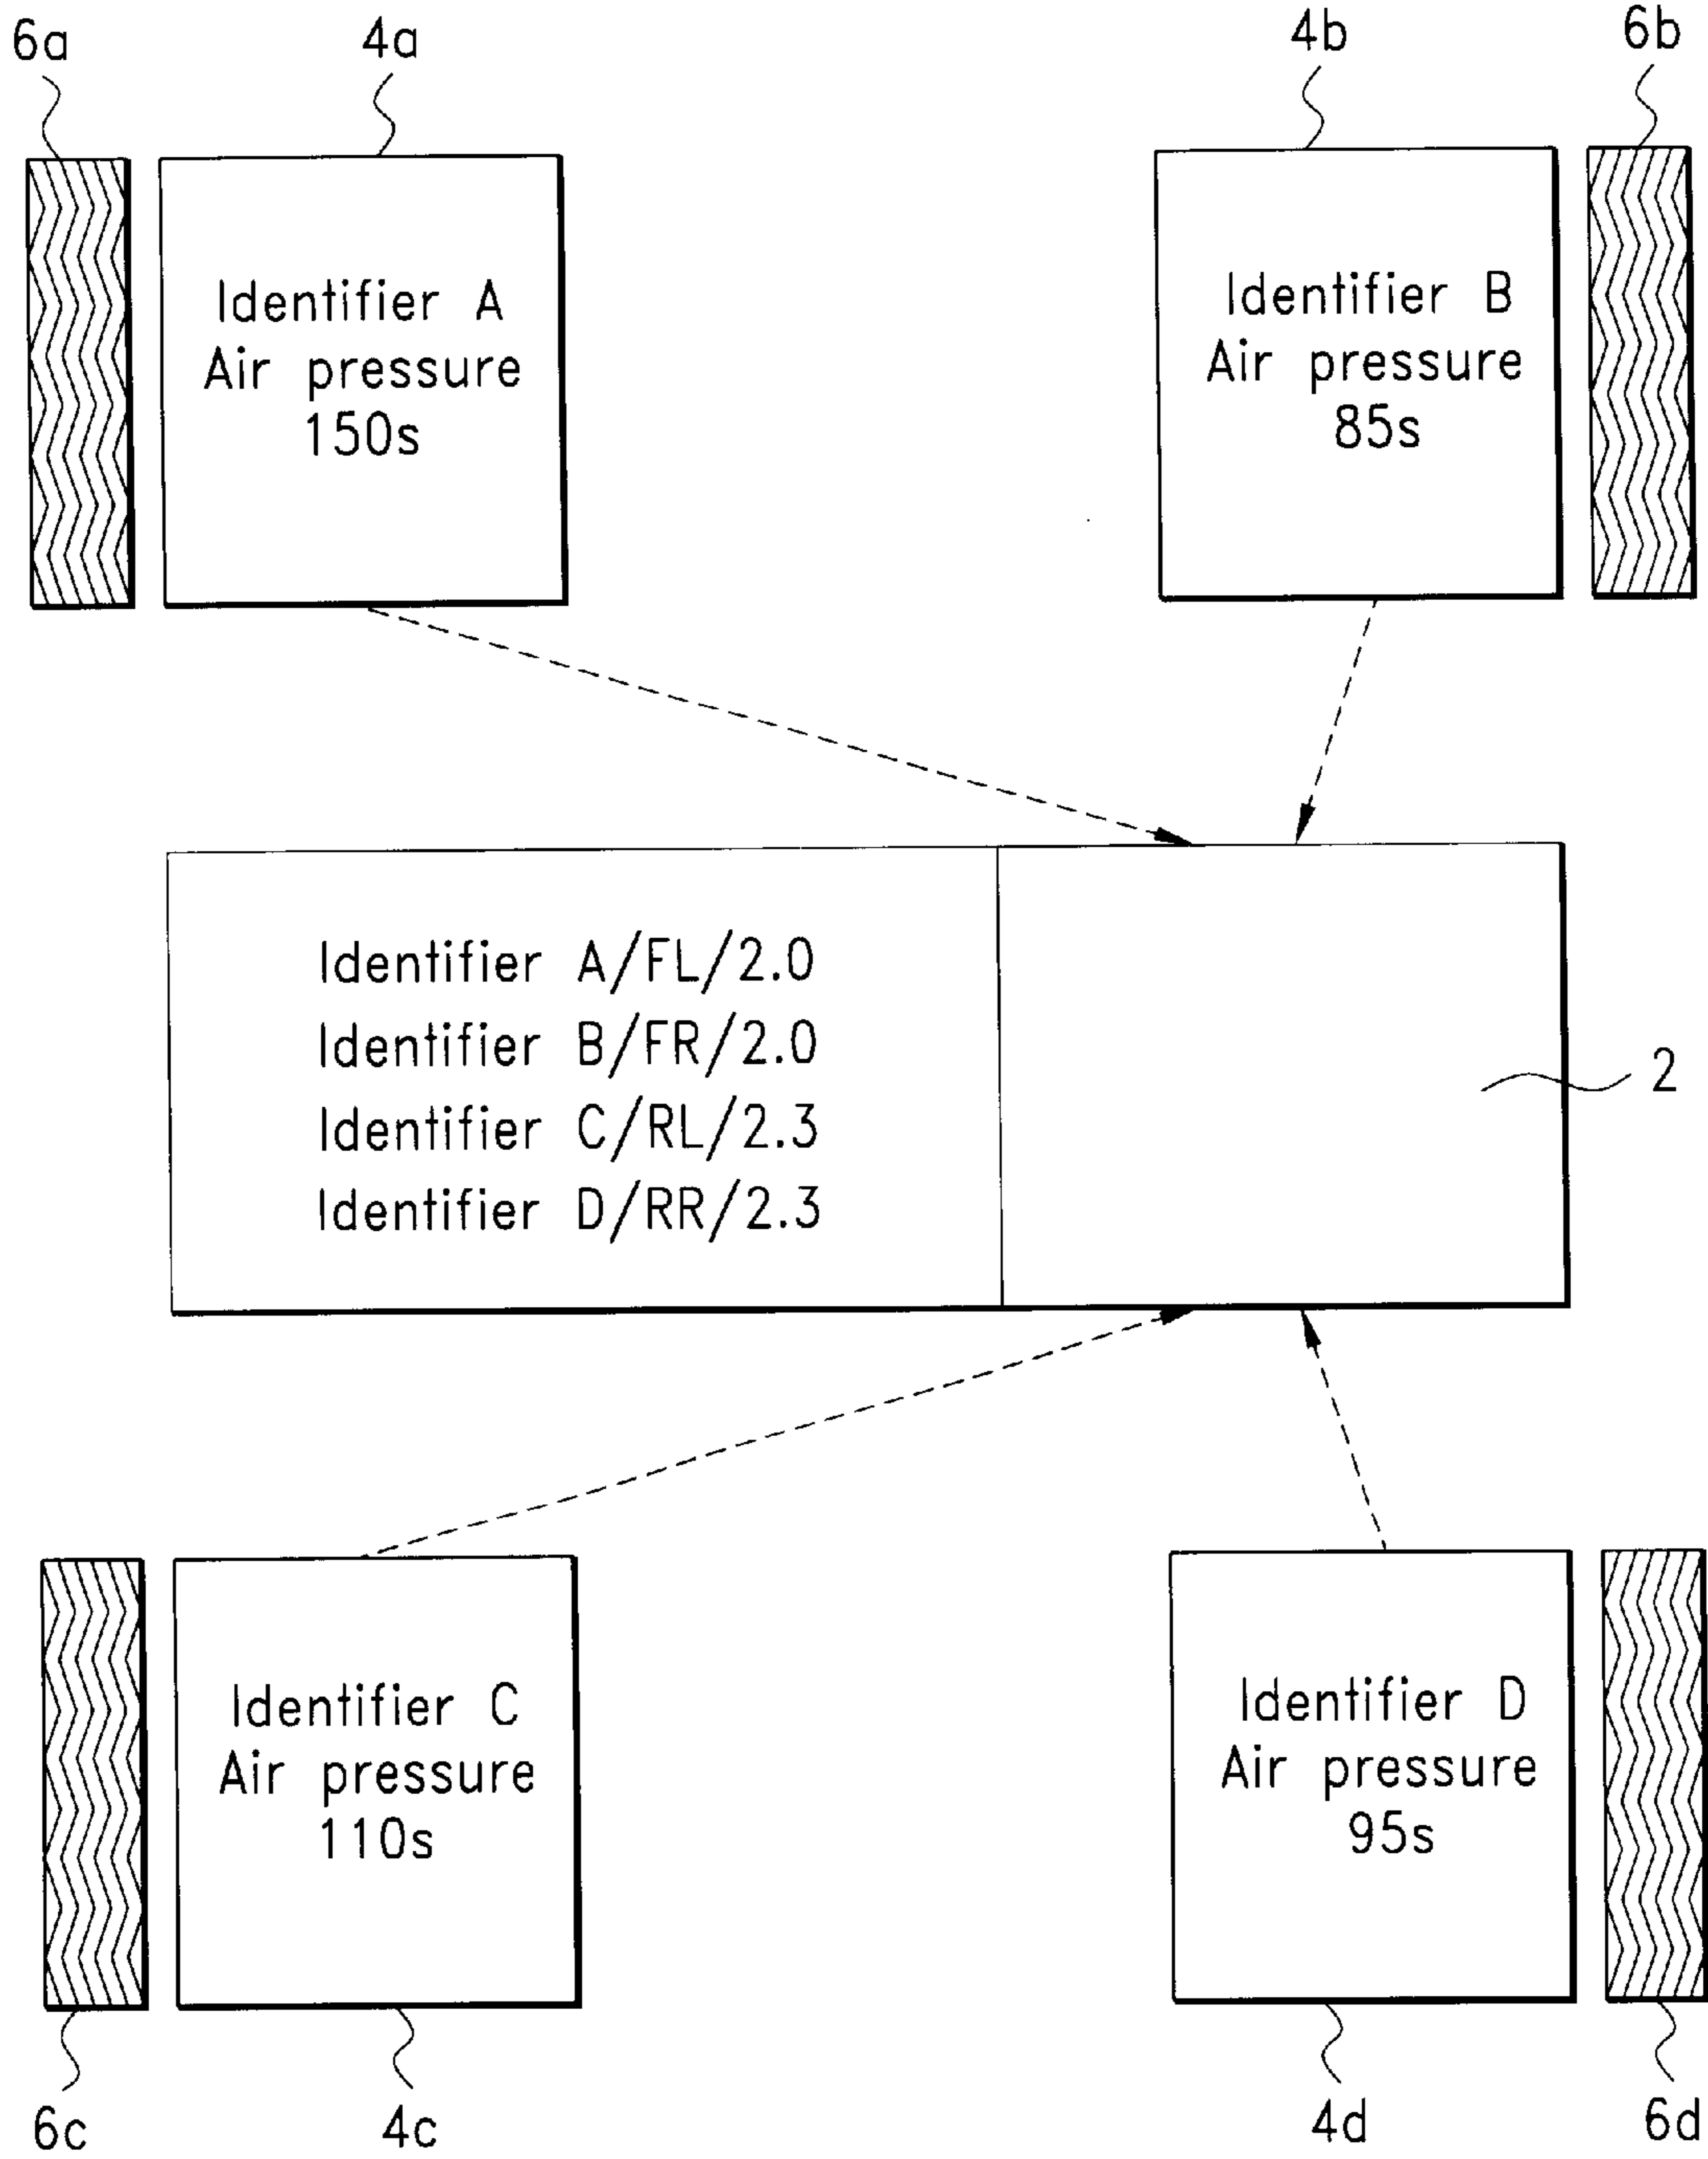 6a
4a
4b
6b
Identifier A
Air pressure
150s
Identifier B
Air pressure
85s
Identifier A/FL/2.0
Identifier B/FR/2.0
Identifier C/RL/2.3
Identifier D/RR/2.3
2
Identifier C
Air pressure
110s
Identifier D
Air pressure
95s
6c
4c
4d
6d